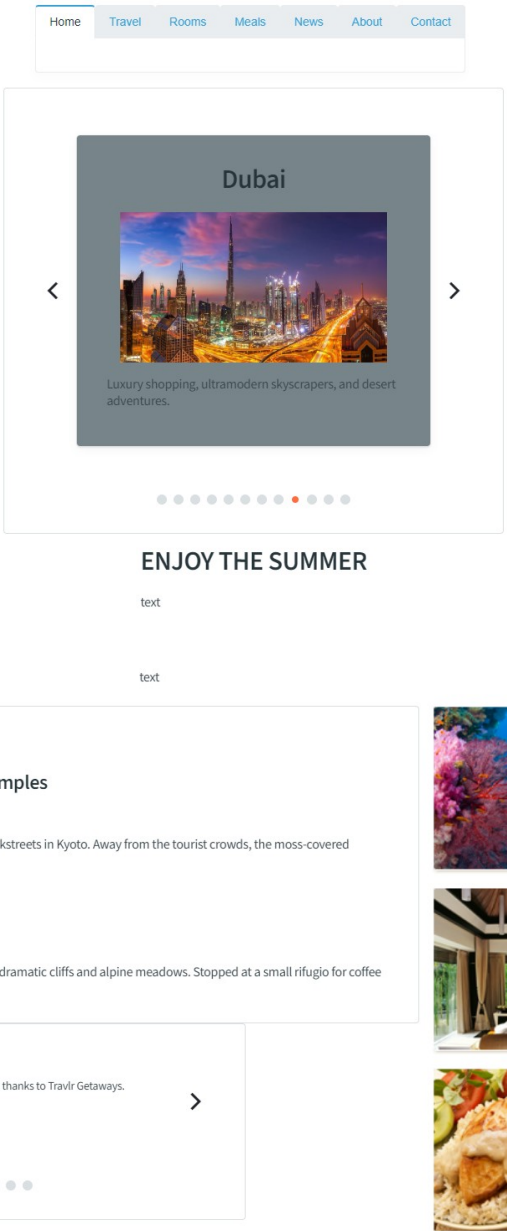 Home Travel Rooms Meals News About Contact
Dubai
Luxury shopping, ultramodern skyscrapers, and desert
adventures.
ENJOY THE SUMMER
text
text
mples
kstreets in Kyoto. Away from the tourist crowds, the moss-covered
dramatic cliffs and alpine meadows. Stopped at a small rifugio for coffee
thanks to Travlr Getaways.